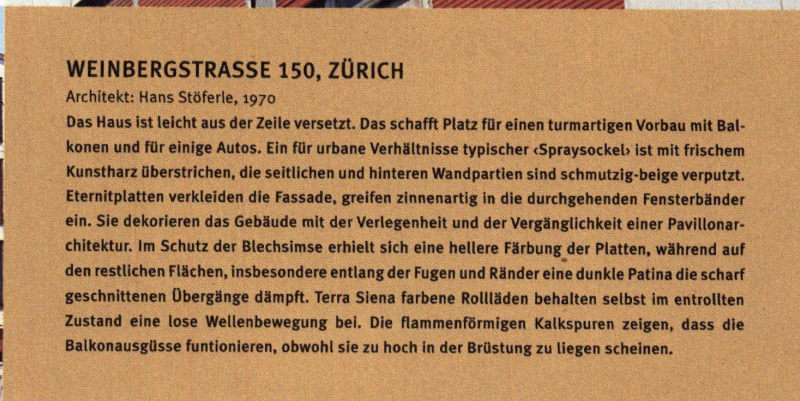 WEINBERGSTRASSE 150, ZÜRICH
Architekt: Hans Stöferle, 1970
Das Haus ist leicht aus der Zeile versetzt. Das schafft Platz für einen turmartigen Vorbau mit Bal-
konen und für einige Autos. Ein für urbane Verhältnisse typischer ‹Spraysockel› ist mit frischem
Kunstharz überstrichen, die seitlichen und hinteren Wandpartien sind schmutzig-beige verputzt.
Eternitplatten verkleiden die Fassade, greifen zinnenartig in die durchgehenden Fensterbänder
ein. Sie dekorieren das Gebäude mit der Verlegenheit und der Vergänglichkeit einer Pavillonar-
chitektur. Im Schutz der Blechsimse erhielt sich eine hellere Färbung der Platten, während auf
den restlichen Flächen, insbesondere entlang der Fugen und Ränder eine dunkle Patina die scharf
geschnittenen Übergänge dämpft. Terra Siena farbene Rollläden behalten selbst im entrollten
Zustand eine lose Wellenbewegung bei. Die flammenförmigen Kalkspuren zeigen, dass die
Balkonausgüsse funtionieren, obwohl sie zu hoch in der Brüstung zu liegen scheinen.